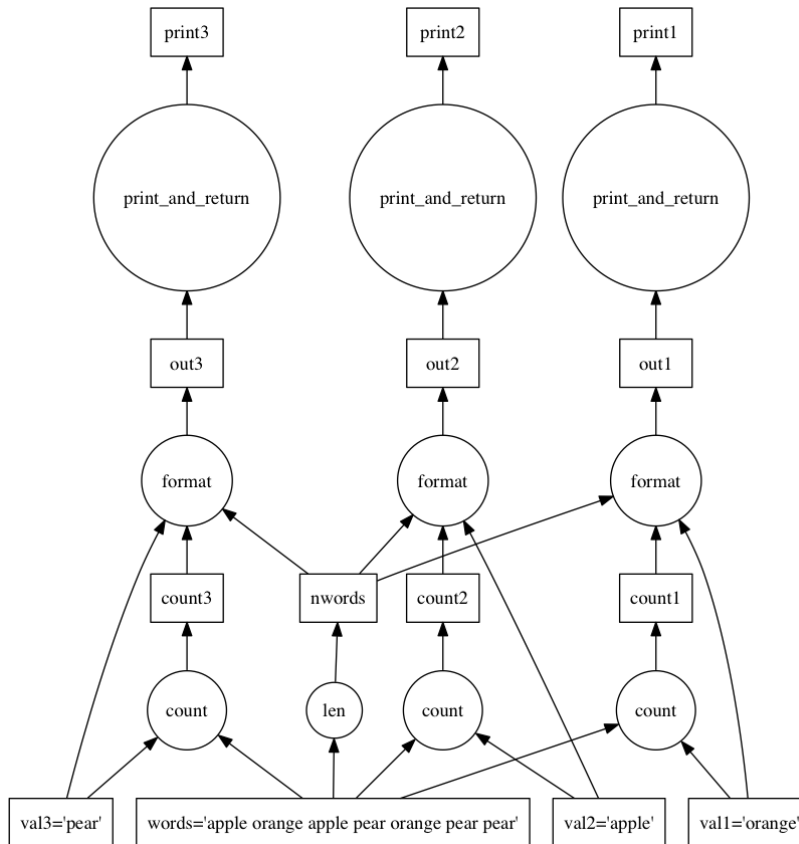 print3
print2
print1
print_and_return
print_and_return
print_and_return
out3
out2
out1
format
format
format
count3
nwords
count2
count1
count
len
count
count
val3='pear'
words='apple orange apple pear orange pear pear'
val2='apple'
val1='orange'